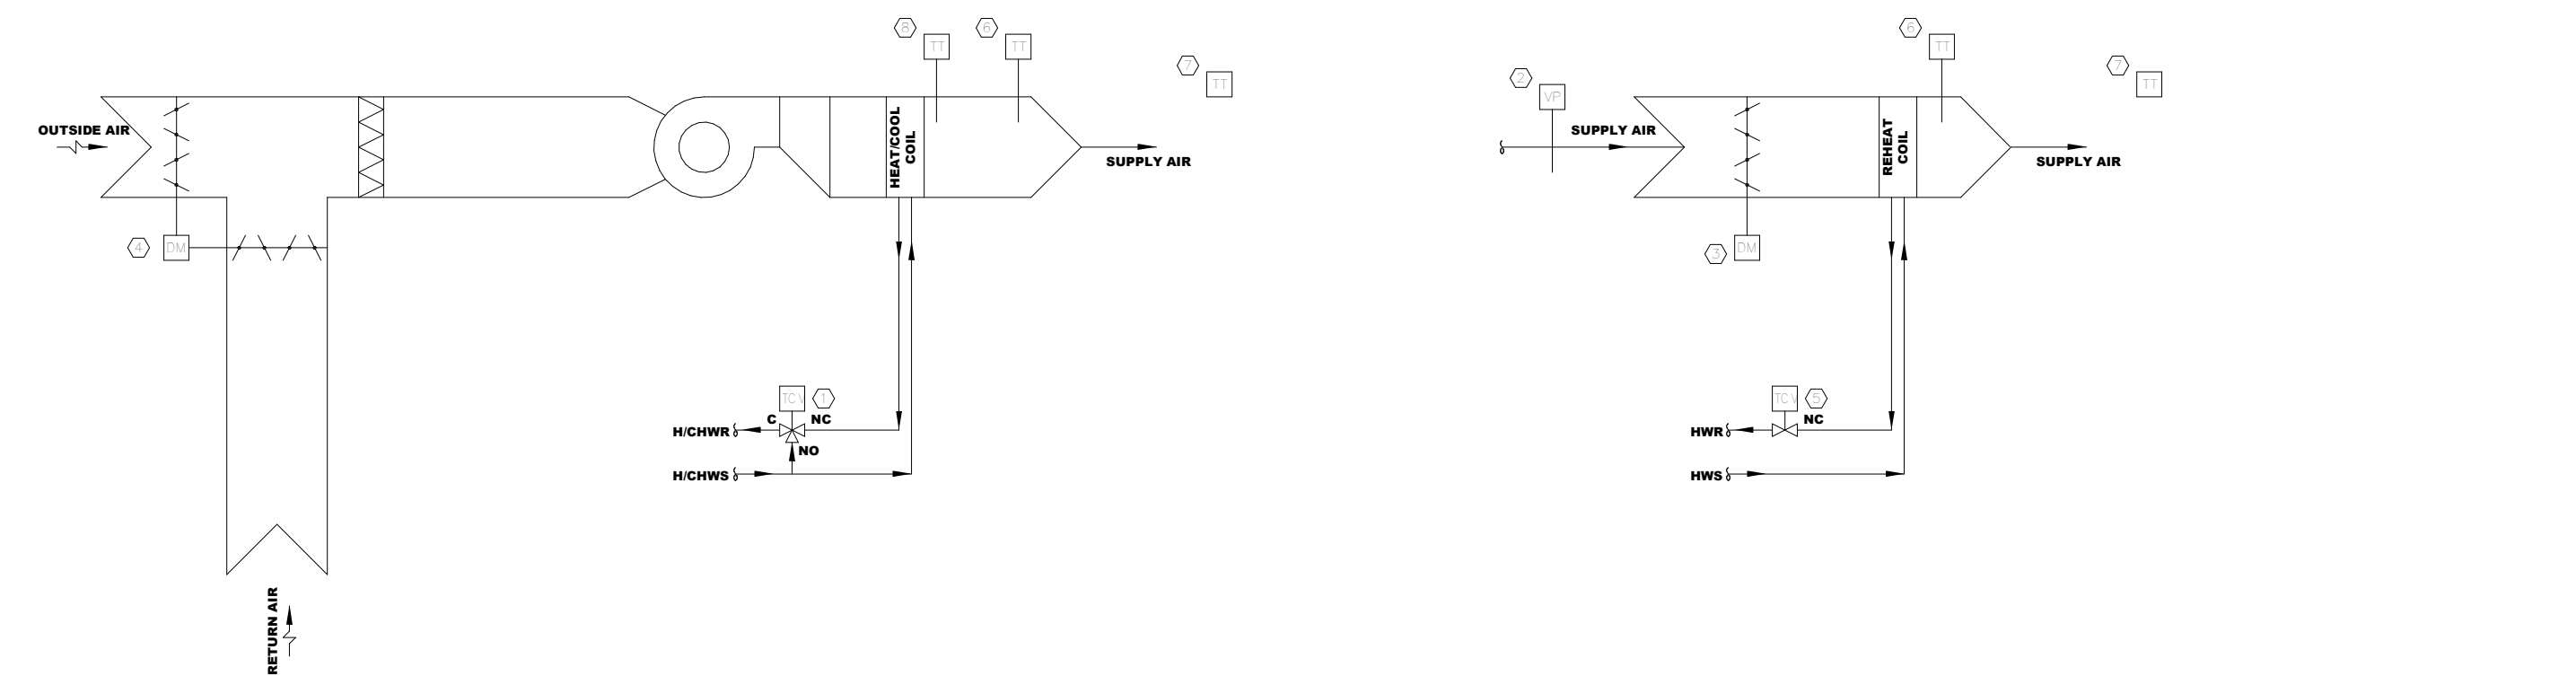 8
TT
6
TT
7
TT
OUTSIDE AIR
HEAT/COOL
COIL
SUPPLY AIR
4
DM
TCV
1
C
NC
H/CHWR
NO
H/CHWS
RETURN AIR
2
VP
SUPPLY AIR
6
TT
7
TT
REHEAT
COIL
SUPPLY AIR
3
DM
TCV
5
NC
HWR
HWS